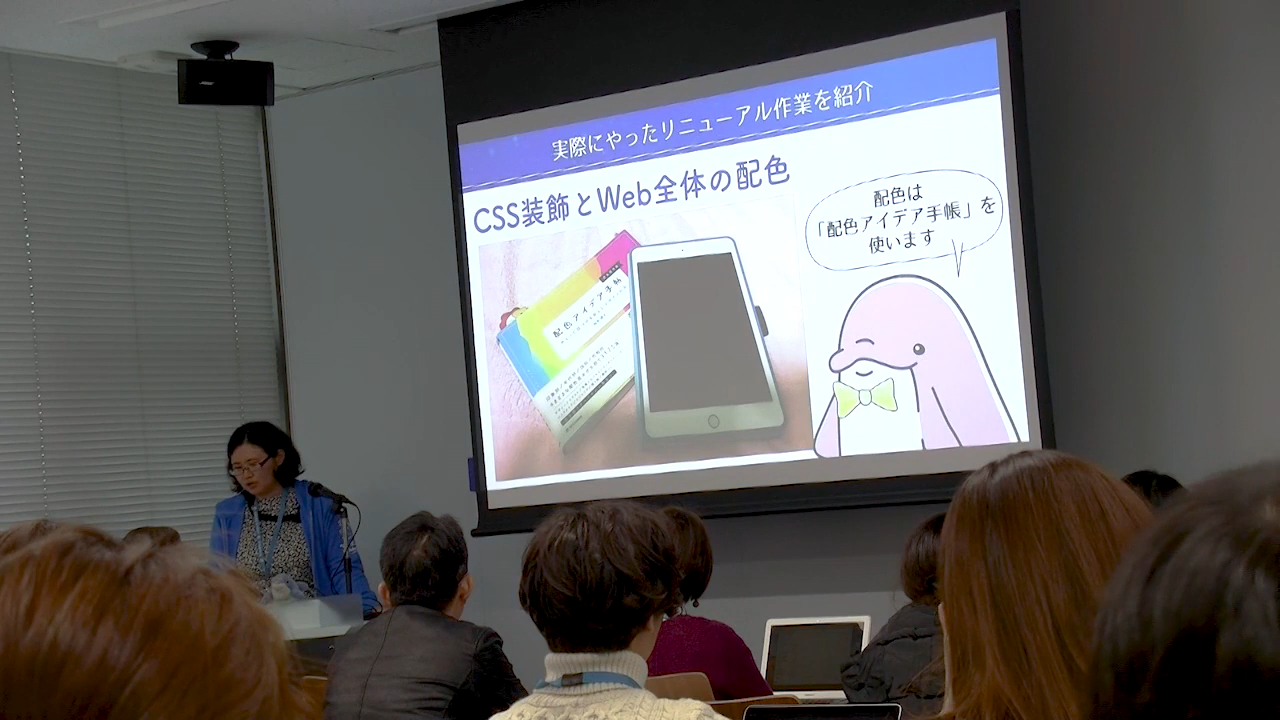 実際にやったリニューアル作業を紹介
CSS装飾とWeb全体の配色
配色は
「配色アイデア手帳」を
使います
配色アイデア手帳